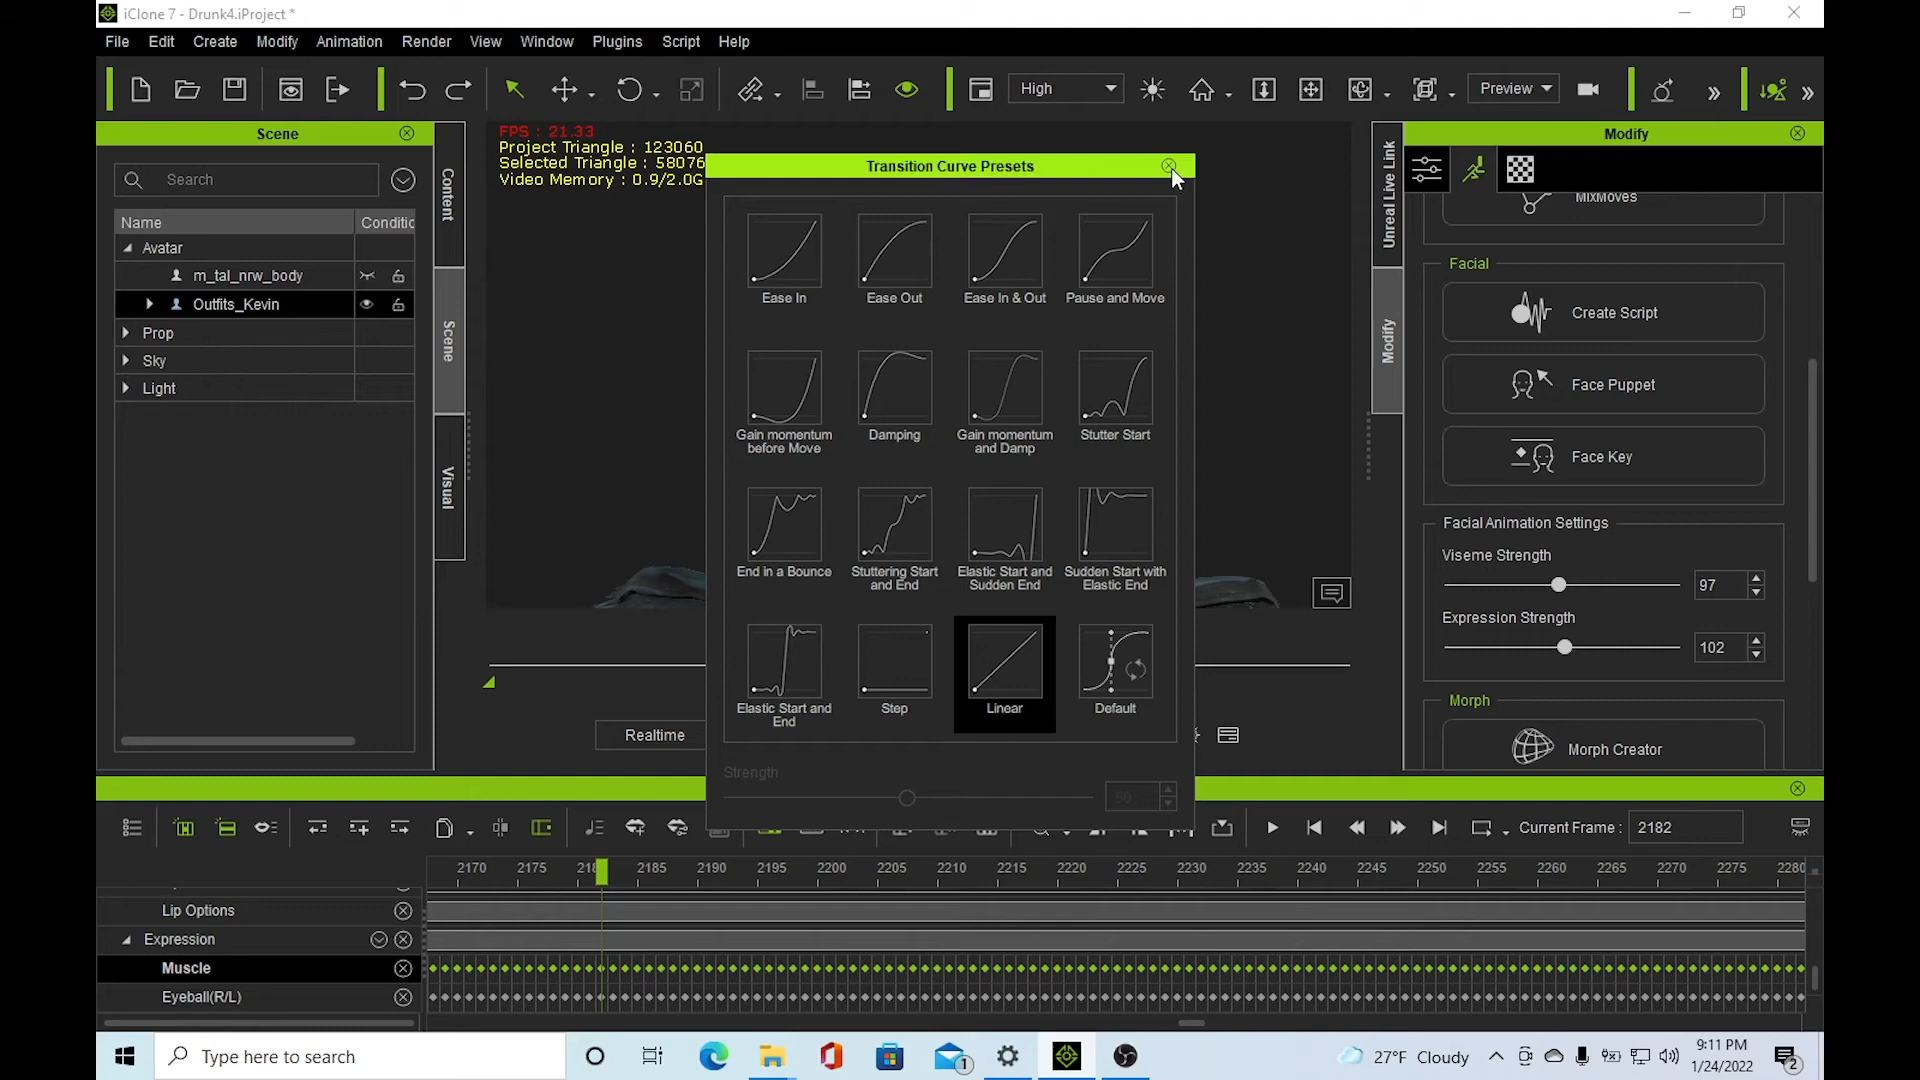 iClone 7 - Drunk4.iProject *
File Edit Create Modify Animation Render View Window Plugins Script Help
High
Preview
Scene
Search
Name Conditic
Avatar
m_tal_nrw_body
Outfits_Kevin
Prop
Sky
Light
Content
Scene
Visual
FPS : 21.33
Project Triangle : 123060
Selected Triangle : 58076
Video Memory : 0.9/2.0G
Transition Curve Presets
Ease In
Ease Out
Ease In & Out
Pause and Move
Gain momentum
before Move
Damping
Gain momentum
and Damp
Stutter Start
End in a Bounce
Stuttering Start
and End
Elastic Start and
Sudden End
Sudden Start with
Elastic End
Elastic Start and
End
Step
Linear
Default
Strength
50
Realtime
Unreal Live Link
Modify
Modify
MixMoves
Facial
Create Script
Face Puppet
Face Key
Facial Animation Settings
Viseme Strength
97
Expression Strength
102
Morph
Morph Creator
Current Frame : 2182
2170 2175 218 2185 2190 2195 2200 2205 2210 2215 2220 2225 2230 2235 2240 2245 2250 2255 2260 2265 2270 2275 2280
Lip Options
Expression
Muscle
Eyeball(R/L)
Type here to search
1
27°F Cloudy
9:11 PM
1/24/2022
2